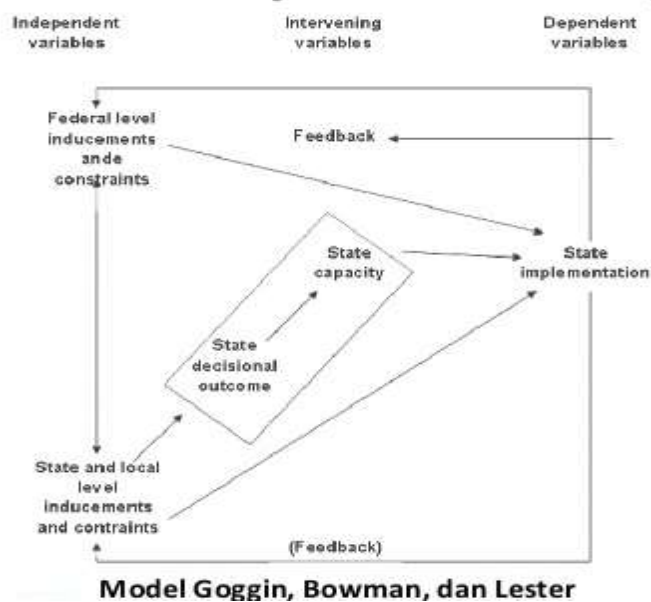 Independent
variables
Intervening
variables
Dependent
variables
Federal level
inducements
ande
constraints
Feedback
State
capacity
State
implementation
State
decisional
outcome
State and local
level
inducements
and contraints
(Feedback)
Model Goggin, Bowman, dan Lester